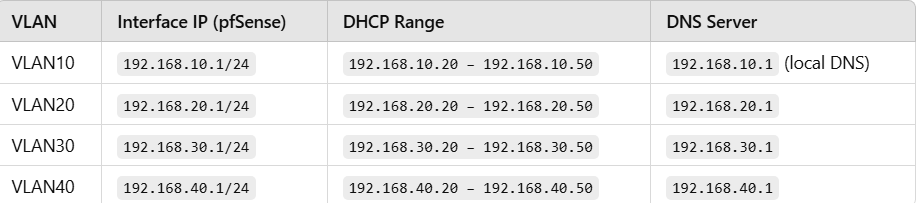 VLAN Interface IP (pfSense) DHCP Range DNS Server
VLAN10 192.168.10.1/24 192.168.10.20 – 192.168.10.50 192.168.10.1 (local DNS)
VLAN20 192.168.20.1/24 192.168.20.20 – 192.168.20.50 192.168.20.1
VLAN30 192.168.30.1/24 192.168.30.20 – 192.168.30.50 192.168.30.1
VLAN40 192.168.40.1/24 192.168.40.20 – 192.168.40.50 192.168.40.1